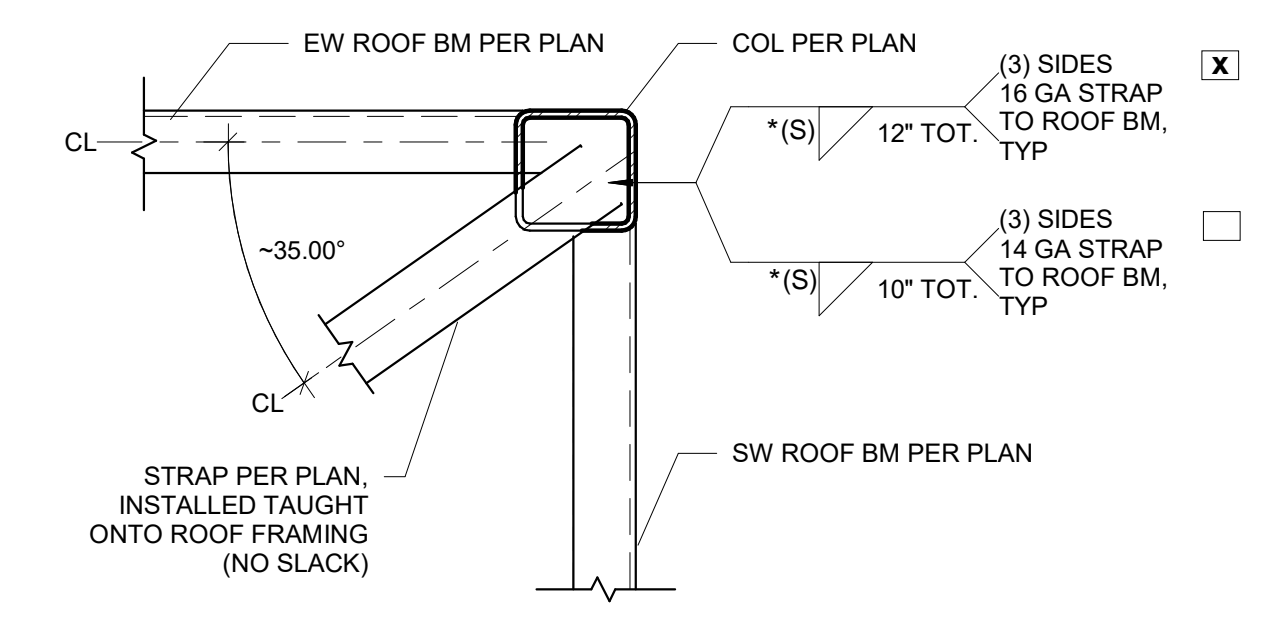 EW ROOF BM PER PLAN
COL PER PLAN
(3) SIDES
16 GA STRAP
TO ROOF BM,
TYP
X
*(S)
12" TOT.
CL
~35.00°
(3) SIDES
14 GA STRAP
TO ROOF BM,
TYP
*(S)
10" TOT.
CL
STRAP PER PLAN,
INSTALLED TAUGHT
ONTO ROOF FRAMING
(NO SLACK)
SW ROOF BM PER PLAN